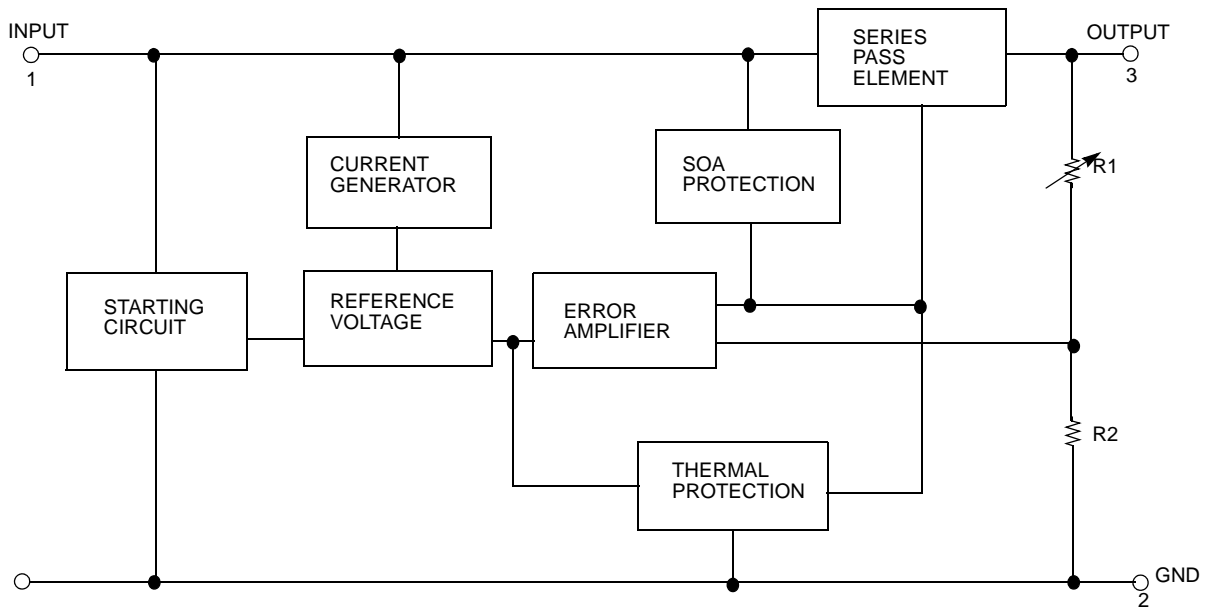 INPUT
1
SERIES
PASS
ELEMENT
OUTPUT
3
CURRENT
GENERATOR
SOA
PROTECTION
R1
STARTING
CIRCUIT
REFERENCE
VOLTAGE
ERROR
AMPLIFIER
R2
THERMAL
PROTECTION
GND
2